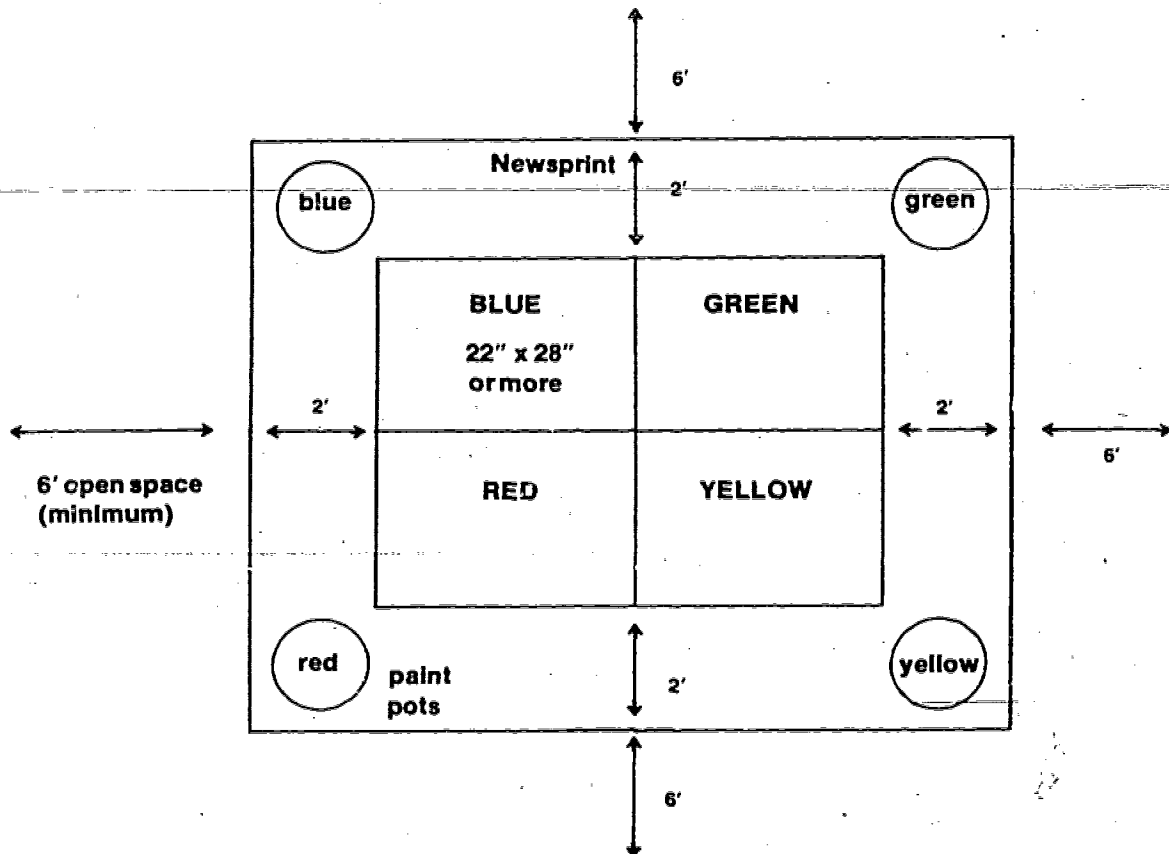 6'
Newsprint
2'
blue
green
BLUE
GREEN
22" x 28"
or more
2'
2'
6' open space
(minimum)
6'
RED
YELLOW
red
paint
pots
2'
yellow
6'